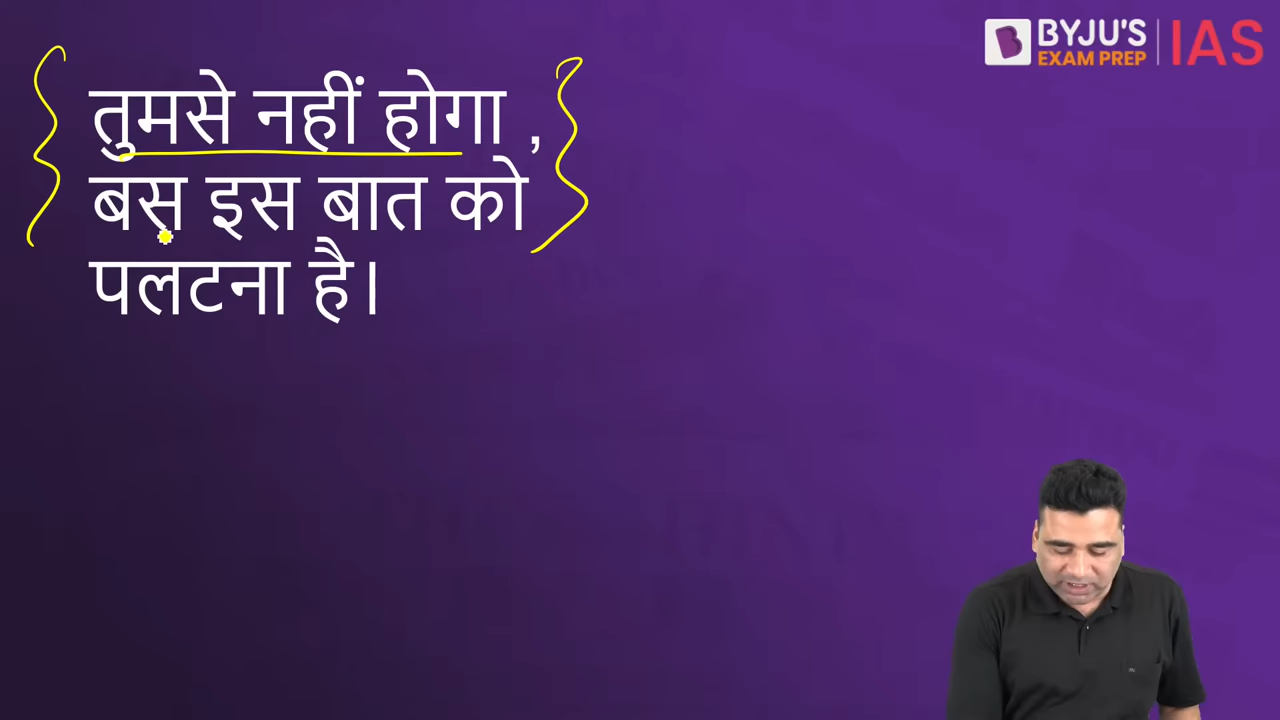 BYJU'S IAS
EXAM PREP
तुमसे नहीं होगा ,
बस इस बात को
पलटना है।